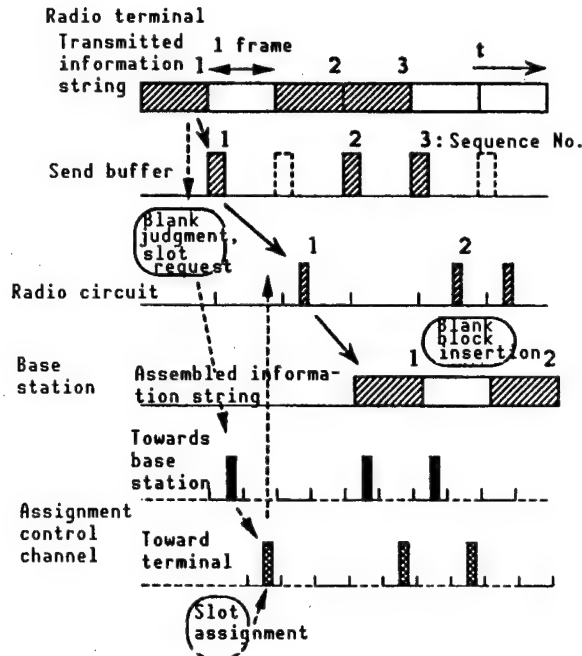 Radio terminal
Transmitted
information
string
1 frame
1
2
3
t
Send buffer
1
2
3: Sequence No.
Blank
judgment,
slot
request
Radio circuit
1
2
Blank
block
insertion
Base
station
Assembled informa-
tion string
1
2
Towards
base
station
Assignment
control
channel
Toward
terminal
Slot
assignment